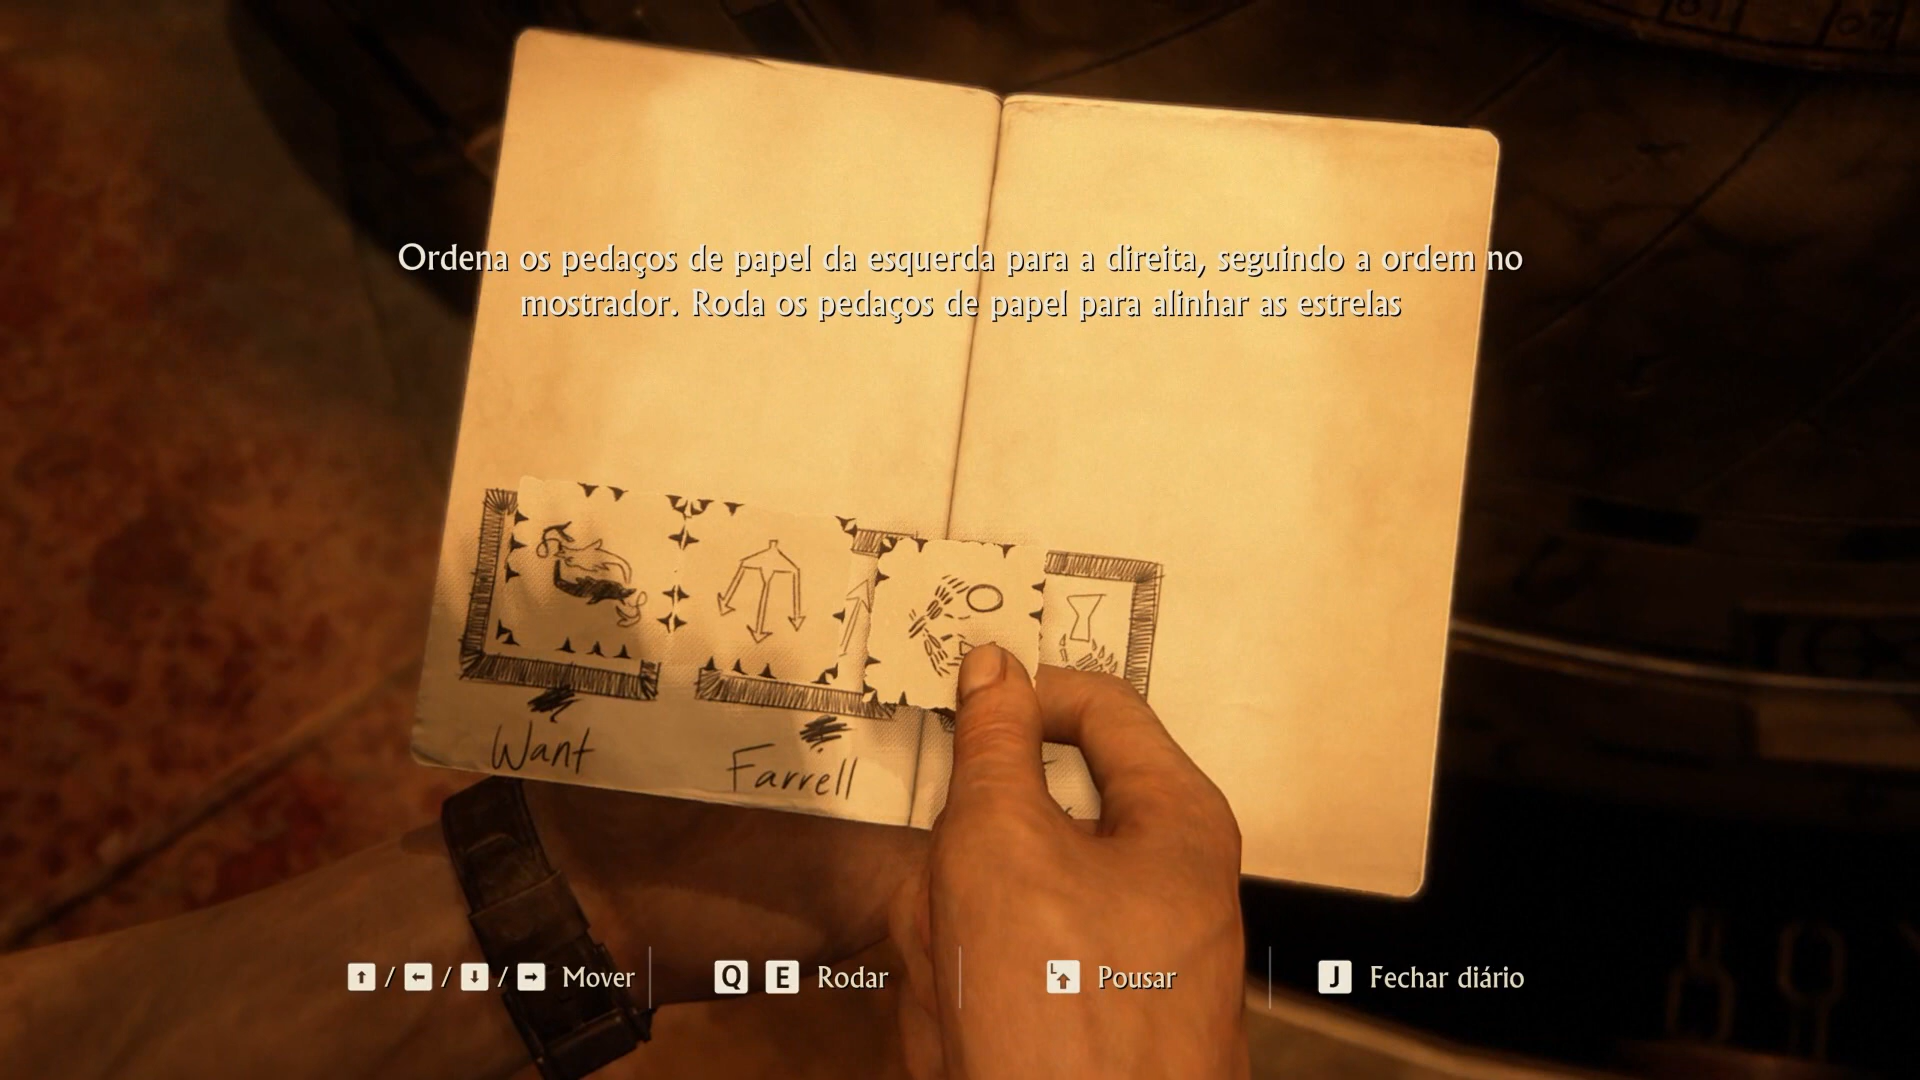 Ordena os pedaços de papel da esquerda para a direita, seguindo a ordem no
mostrador. Roda os pedaços de papel para alinhar as estrelas
Want
Farrell
/ / / Mover
Q E Rodar
L Pousar
J Fechar diário